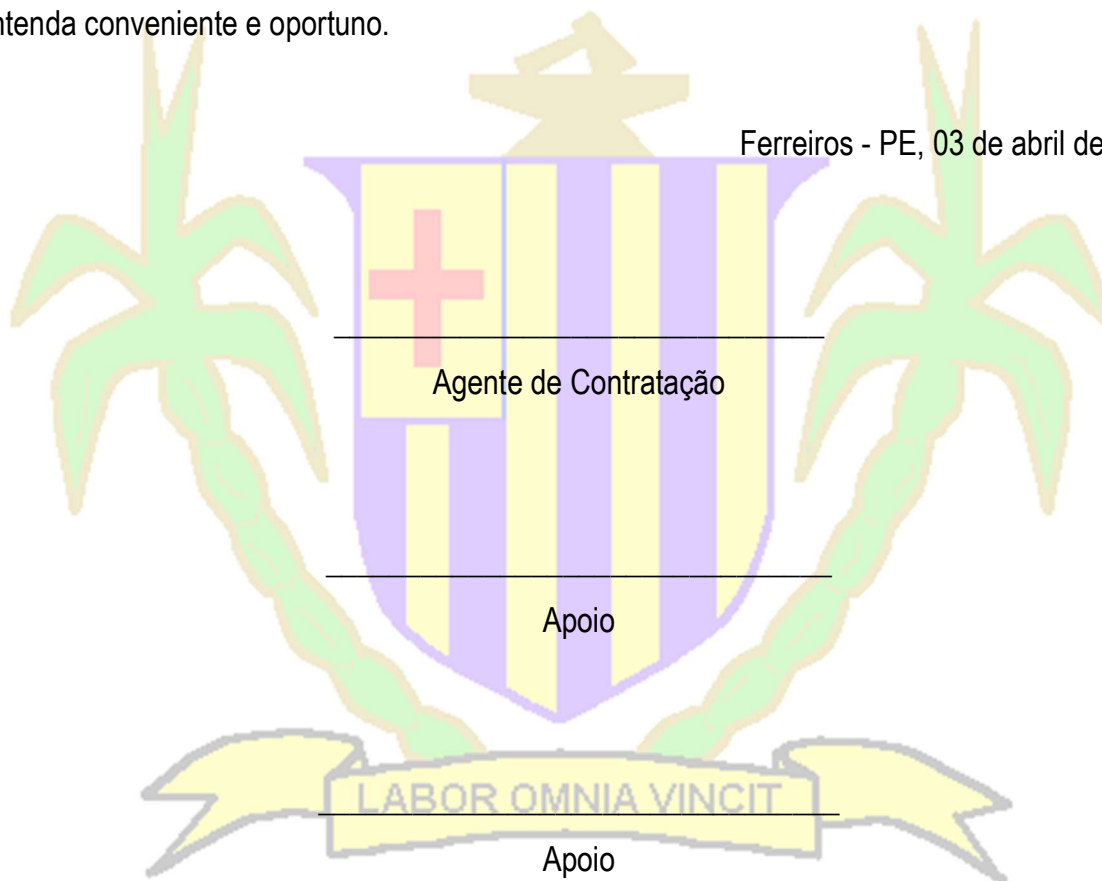 ntenda conveniente e oportuno.
Ferreiros - PE, 03 de abril de
Agente de Contratação
Apoio
LABOR OMNIA VINCIT
Apoio